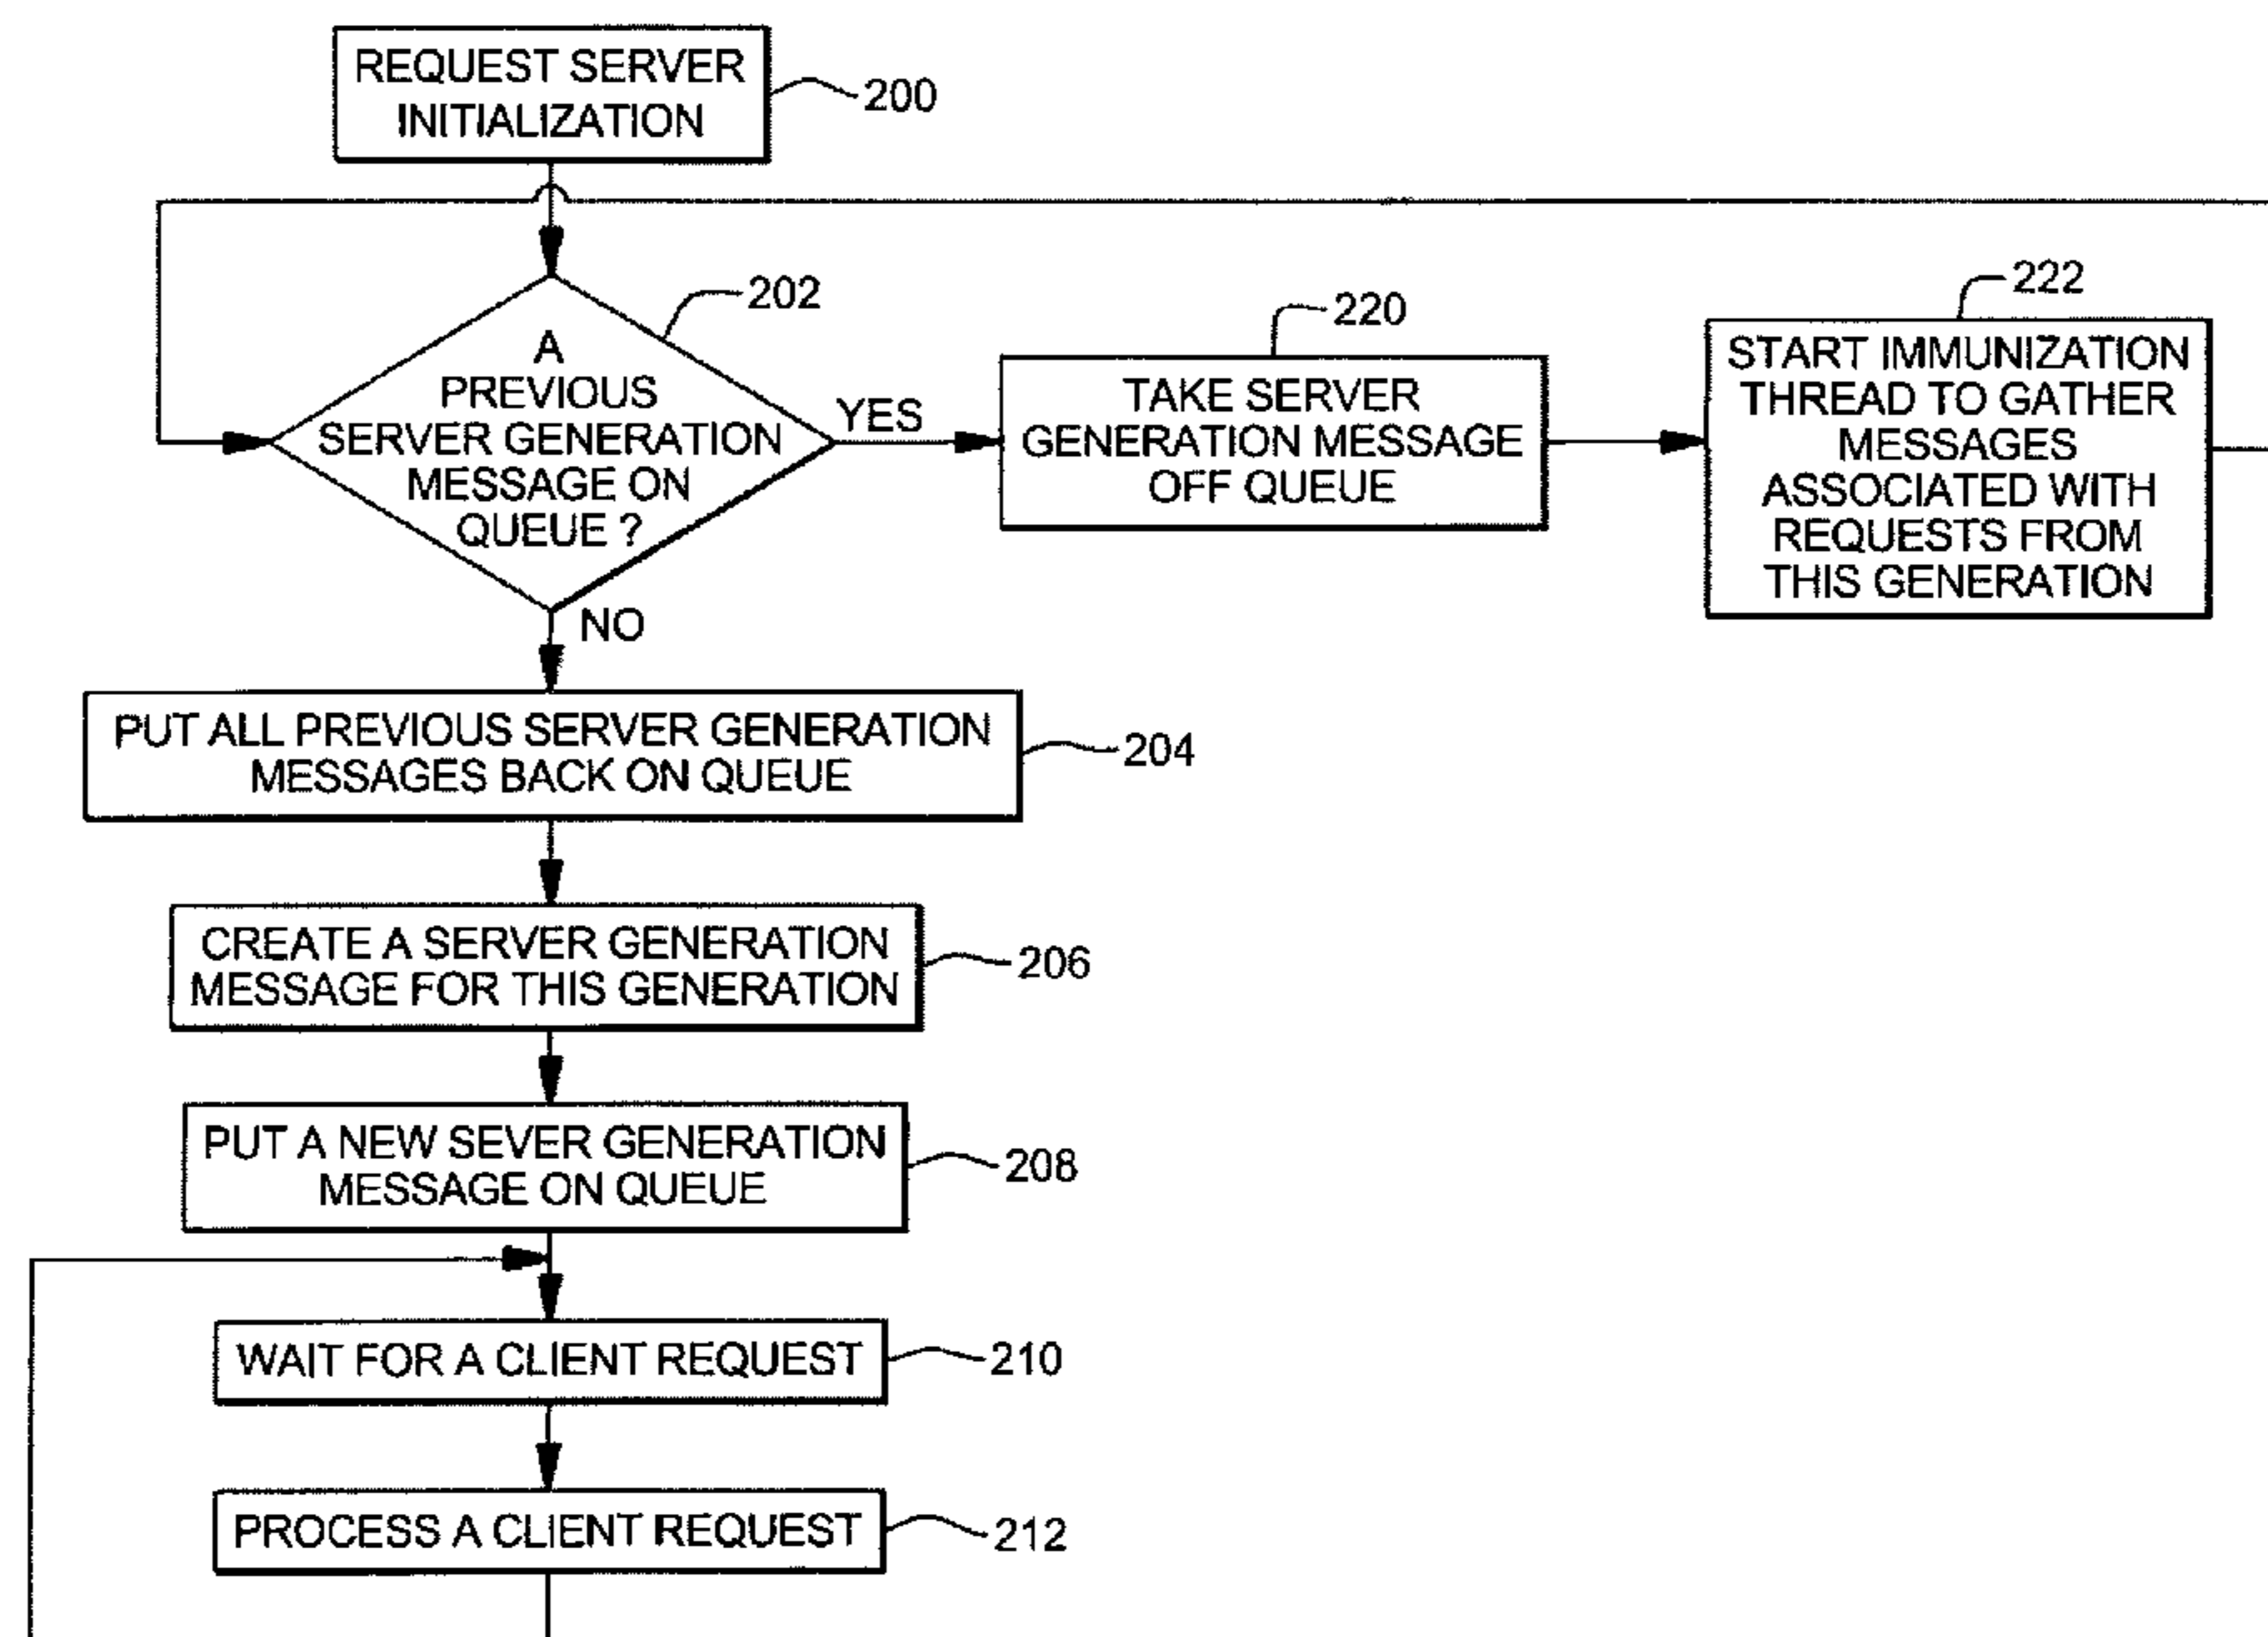 REQUEST SERVER
INITIALIZATION
200
A
PREVIOUS
SERVER GENERATION
MESSAGE ON
QUEUE ?
202
YES
NO
TAKE SERVER
GENERATION MESSAGE
OFF QUEUE
220
START IMMUNIZATION
THREAD TO GATHER
MESSAGES
ASSOCIATED WITH
REQUESTS FROM
THIS GENERATION
222
PUT ALL PREVIOUS SERVER GENERATION
MESSAGES BACK ON QUEUE
204
CREATE A SERVER GENERATION
MESSAGE FOR THIS GENERATION
206
PUT A NEW SEVER GENERATION
MESSAGE ON QUEUE
208
WAIT FOR A CLIENT REQUEST
210
PROCESS A CLIENT REQUEST
212